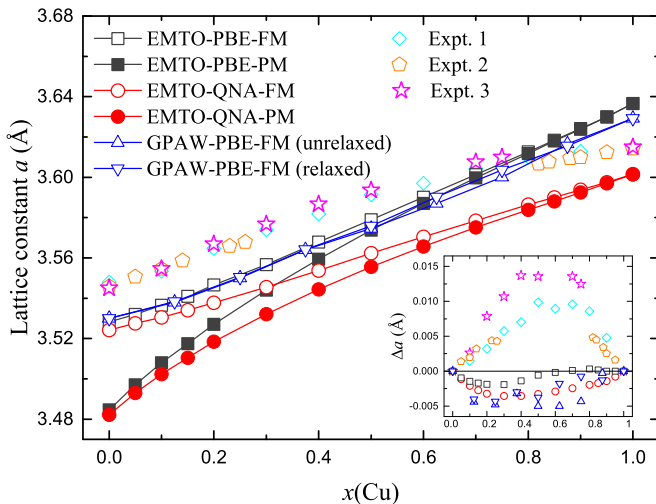 EMTO-PBE-FM
EMTO-PBE-PM
EMTO-QNA-FM
EMTO-QNA-PM
GPAW-PBE-FM (unrelaxed)
GPAW-PBE-FM (relaxed)
Expt. 1
Expt. 2
Expt. 3
Lattice constant a (Å)
3.68
3.64
3.60
3.56
3.52
3.48
0.0 0.2 0.4 0.6 0.8 1.0
x(Cu)
Δa (Å)
0.015
0.010
0.005
0.000
-0.005
0.0 0.2 0.4 0.6 0.8 1.0